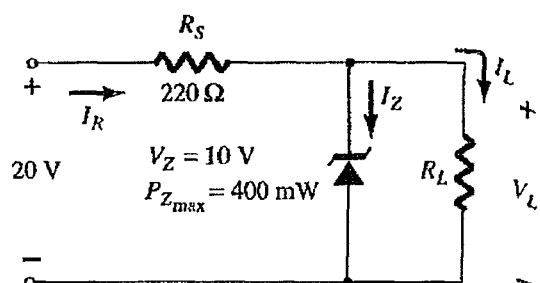 R_S
I_L
+
220 Ω
I_Z
I_R
+
V_Z = 10 V
20 V
R_L
P_Zmax = 400 mW
V_L
−
−